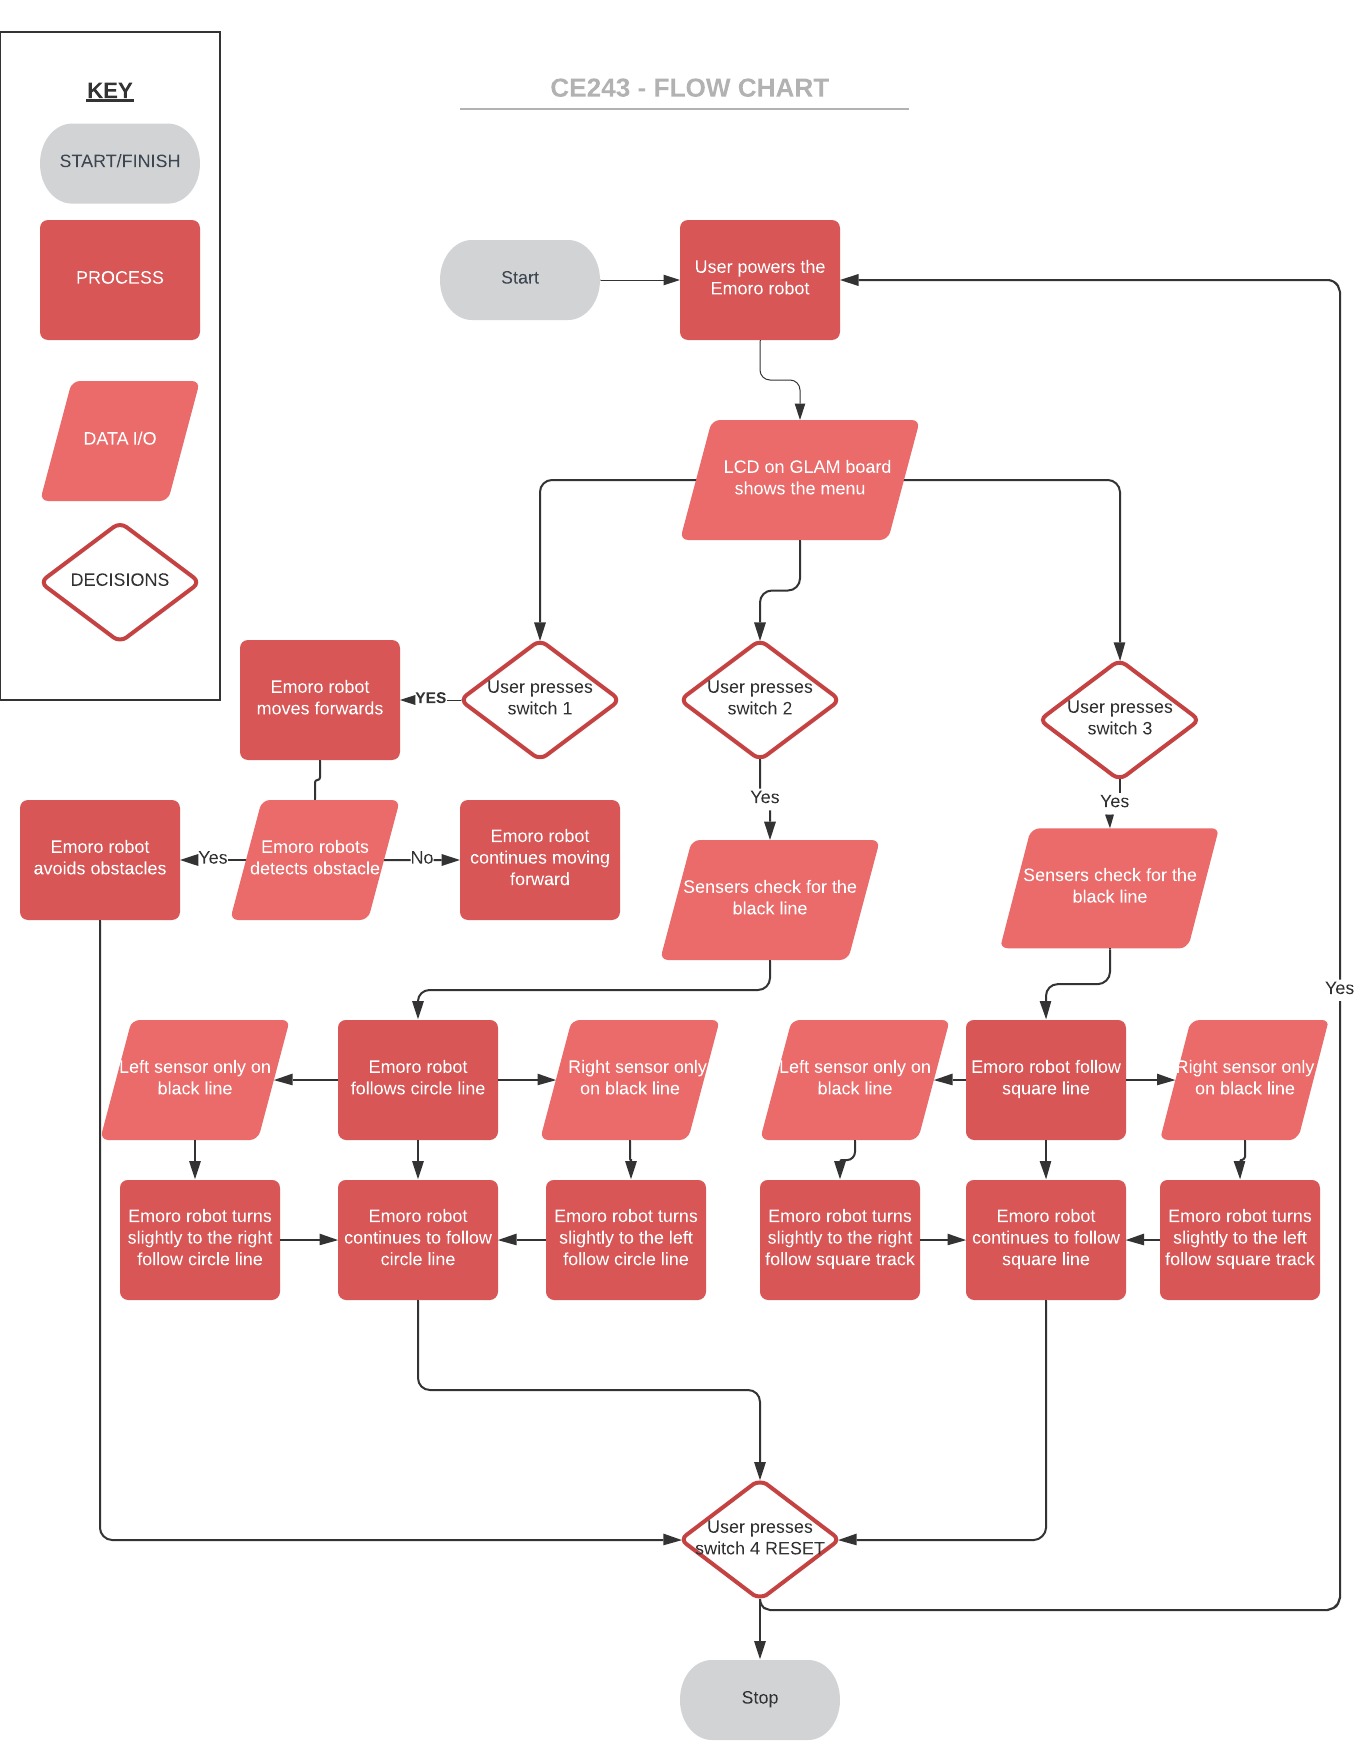 KEY
CE243 - FLOW CHART
START/FINISH
PROCESS
DATA I/O
DECISIONS
Start
User powers the
Emoro robot
LCD on GLAM board
shows the menu
User presses
switch 1
User presses
switch 2
User presses
switch 3
YES
Emoro robot
moves forwards
Yes
Yes
Emoro robot
avoids obstacles
Yes
Emoro robots
detects obstacle
No
Emoro robot
continues moving
forward
Sensers check for the
black line
Sensers check for the
black line
Yes
Left sensor only on
black line
Emoro robot
follows circle line
Right sensor only
on black line
Left sensor only on
black line
Emoro robot follow
square line
Right sensor only
on black line
Emoro robot turns
slightly to the right
follow circle line
Emoro robot
continues to follow
circle line
Emoro robot turns
slightly to the left
follow circle line
Emoro robot turns
slightly to the right
follow square track
Emoro robot
continues to follow
square line
Emoro robot turns
slightly to the left
follow square track
User presses
switch 4 RESET
Stop